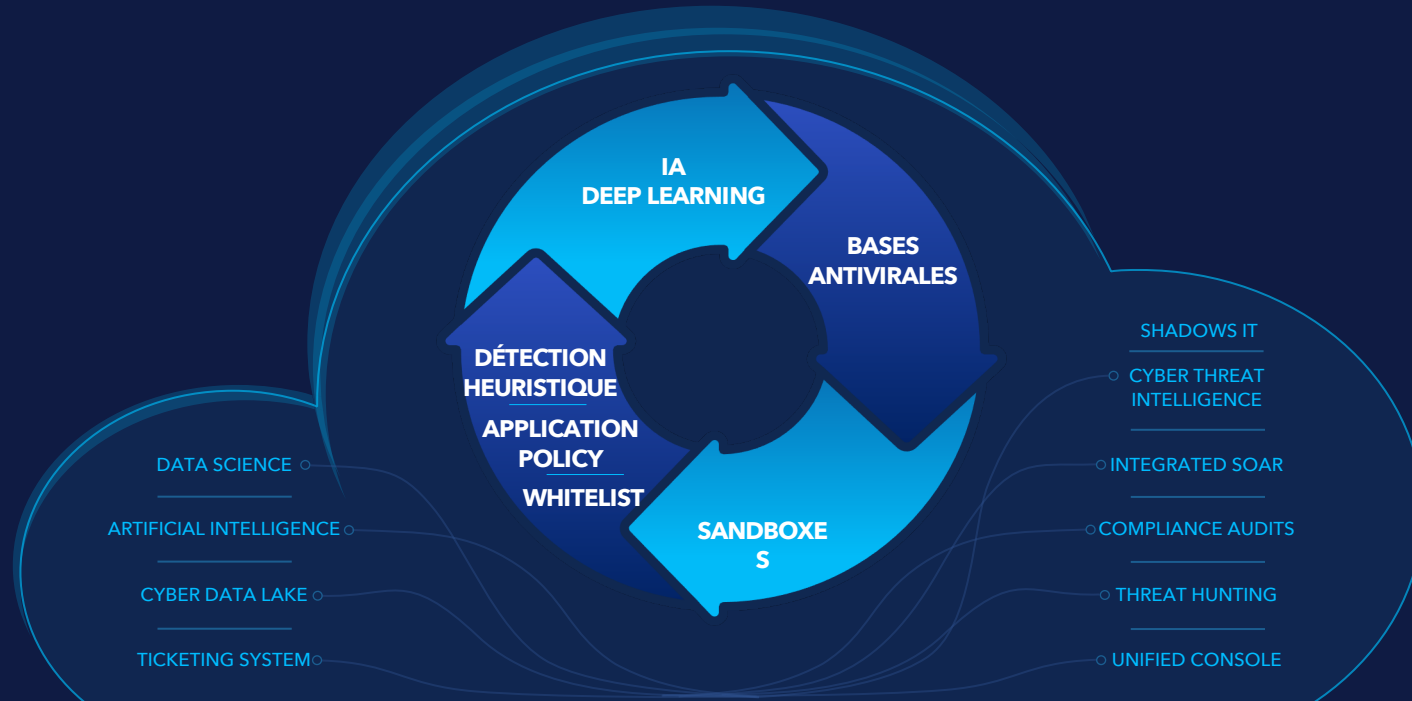 IA
DEEP LEARNING
BASES
ANTIVIRALES
DÉTECTION
HEURISTIQUE
APPLICATION
POLICY
WHITELIST
SANDBOXE
S
DATA SCIENCE
ARTIFICIAL INTELLIGENCE
CYBER DATA LAKE
TICKETING SYSTEM
SHADOWS IT
CYBER THREAT
INTELLIGENCE
INTEGRATED SOAR
COMPLIANCE AUDITS
THREAT HUNTING
UNIFIED CONSOLE